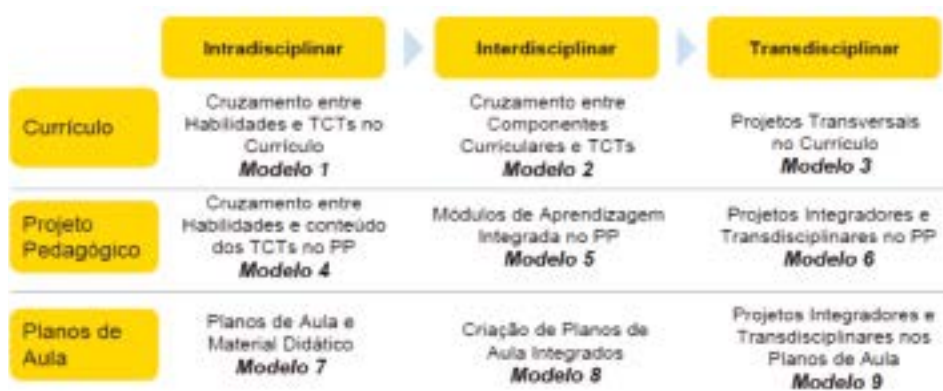 Intradisciplinar
Interdisciplinar
Transdisciplinar
Currículo
Cruzamento entre
Habilidades e TCTs no
Currículo
Modelo 1
Cruzamento entre
Componentes
Curriculares e TCTs
Modelo 2
Projetos Transversais
no Currículo
Modelo 3
Projeto
Pedagógico
Cruzamento entre
Habilidades e conteúdo
dos TCTs no PP
Modelo 4
Módulos de Aprendizagem
Integrada no PP
Modelo 5
Projetos Integradores e
Transdisciplinares no PP
Modelo 6
Planos de
Aula
Planos de Aula e
Material Didático
Modelo 7
Criação de Planos de
Aula Integrados
Modelo 8
Projetos Integradores e
Transdisciplinares nos
Planos de Aula
Modelo 9